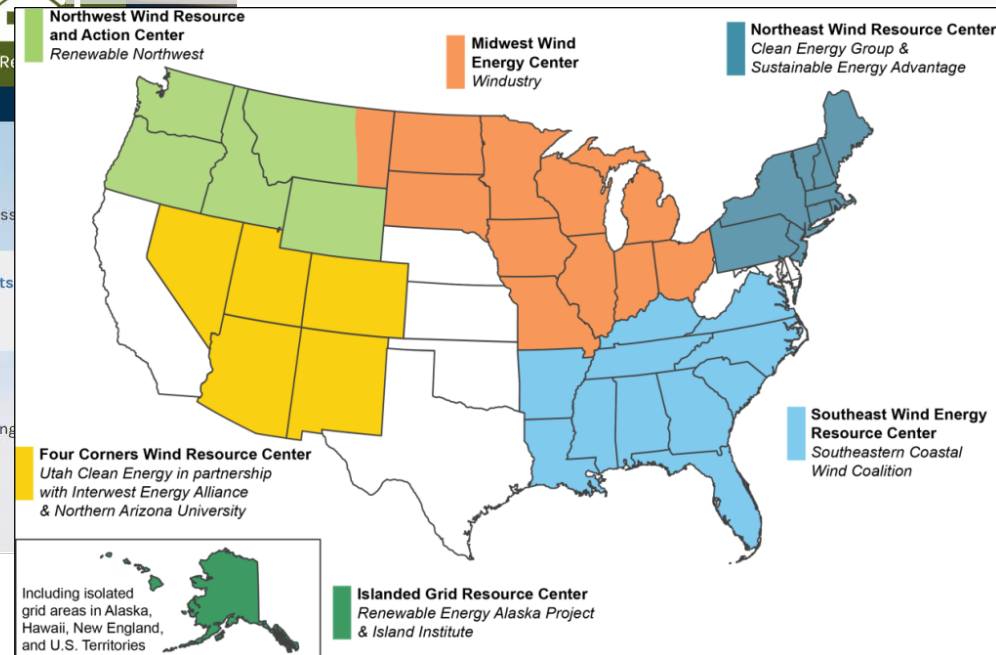 Northwest Wind Resource
and Action Center
Renewable Northwest
Midwest Wind
Energy Center
Windustry
Northeast Wind Resource Center
Clean Energy Group &
Sustainable Energy Advantage
Southeast Wind Energy
Resource Center
Southeastern Coastal
Wind Coalition
Four Corners Wind Resource Center
Utah Clean Energy in partnership
with Interwest Energy Alliance
& Northern Arizona University
Including isolated
grid areas in Alaska,
Hawaii, New England,
and U.S. Territories
Islanded Grid Resource Center
Renewable Energy Alaska Project
& Island Institute